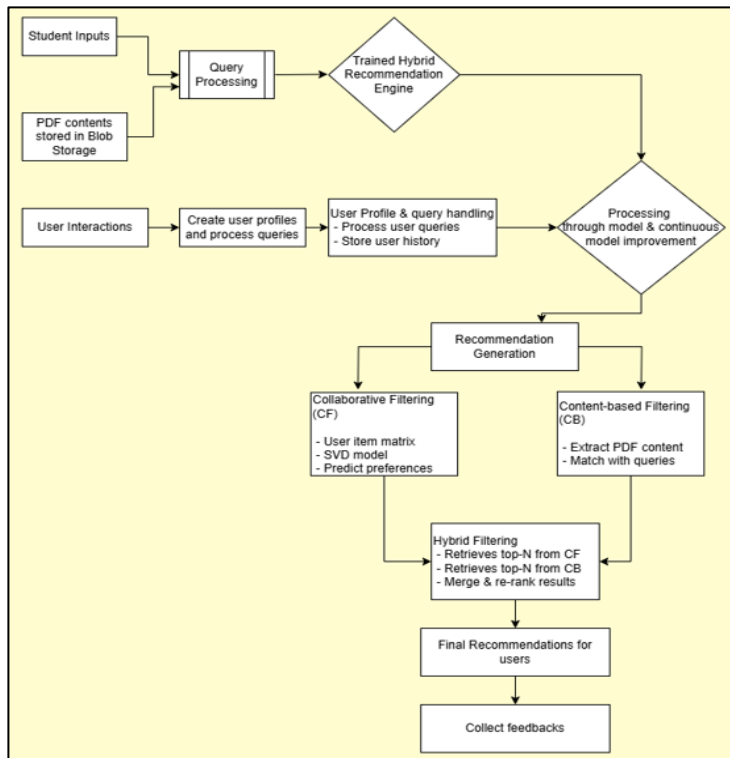 Student Inputs
Query
Processing
Trained Hybrid
Recommendation
Engine
PDF contents
stored in Blob
Storage
User Interactions
Create user profiles
and process queries
User Profile & query handling
- Process user queries
- Store user history
Processing
through model & continuous
model improvement
Recommendation
Generation
Collaborative Filtering
(CF)
- User item matrix
- SVD model
- Predict preferences
Content-based Filtering
(CB)
- Extract PDF content
- Match with queries
Hybrid Filtering
- Retrieves top-N from CF
- Retrieves top-N from CB
- Merge & re-rank results
Final Recommendations for
users
Collect feedbacks